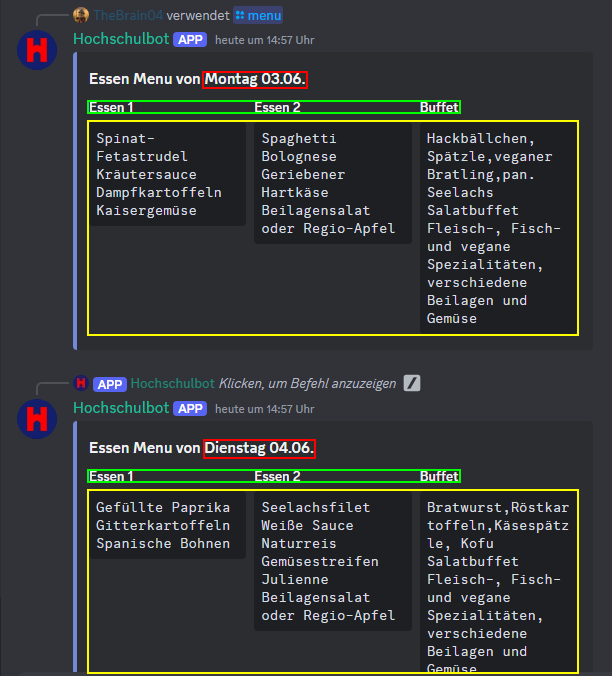 TheBrain04 verwendet menu
H
Hochschulbot APP heute um 14:57 Uhr
Essen Menu von Montag 03.06.
Essen 1
Spinat-
Fetastrudel
Kräutersauce
Dampfkartoffeln
Kaisergemüse
Essen 2
Spaghetti
Bolognese
Geriebener
Hartkäse
Beilagensalat
oder Regio-Apfel
Buffet
Hackbällchen,
Spätzle,veganer
Bratling,pan.
Seelachs
Salatbuffet
Fleisch-, Fisch-
und vegane
Spezialitäten,
verschiedene
Beilagen und
Gemüse
H APP Hochschulbot Klicken, um Befehl anzuzeigen
H
Hochschulbot APP heute um 14:57 Uhr
Essen Menu von Dienstag 04.06.
Essen 1
Gefüllte Paprika
Gitterkartoffeln
Spanische Bohnen
Essen 2
Seelachsfilet
Weiße Sauce
Naturreis
Gemüsestreifen
Julienne
Beilagensalat
oder Regio-Apfel
Buffet
Bratwurst,Röstkar
toffeln,Käsespätz
le, Kofu
Salatbuffet
Fleisch-, Fisch-
und vegane
Spezialitäten,
verschiedene
Beilagen und
Gemüse